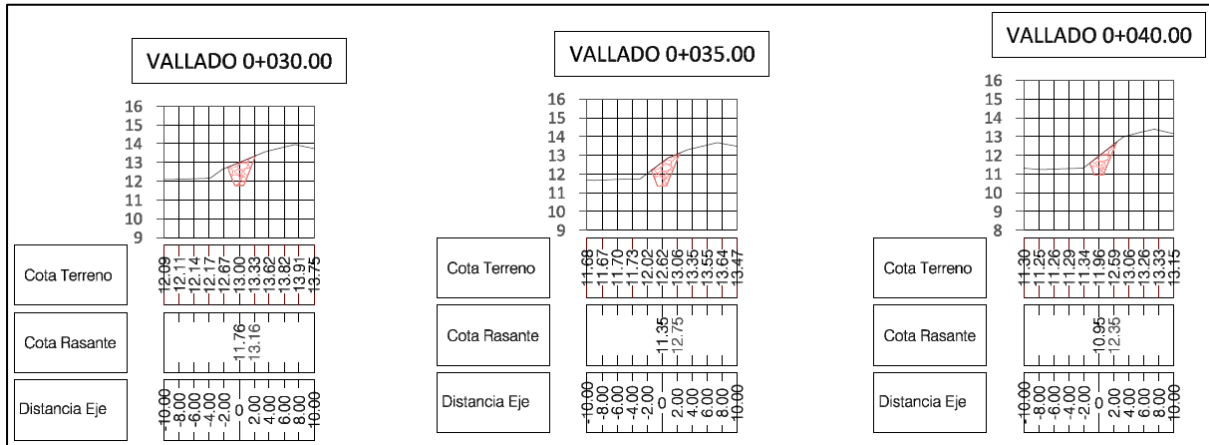 VALLADO 0+030.00
16
15
14
13
12
11
10
9
Cota Terreno
12.09 12.11 12.14 12.17 12.67 13.00 13.33 13.62 13.82 13.91 13.75
Cota Rasante
11.76 13.16
Distancia Eje
-10.00 -8.00 -6.00 -4.00 -2.00 0 2.00 4.00 6.00 8.00 10.00
VALLADO 0+035.00
16
15
14
13
12
11
10
9
Cota Terreno
11.68 11.67 11.70 11.73 12.02 12.62 13.06 13.35 13.55 13.64 13.47
Cota Rasante
11.35 12.75
Distancia Eje
-10.00 -8.00 -6.00 -4.00 -2.00 0 2.00 4.00 6.00 8.00 10.00
VALLADO 0+040.00
16
15
14
13
12
11
10
9
8
Cota Terreno
11.30 11.25 11.26 11.29 11.34 11.96 12.59 13.06 13.26 13.33 13.15
Cota Rasante
10.95 12.35
Distancia Eje
-10.00 -8.00 -6.00 -4.00 -2.00 0 2.00 4.00 6.00 8.00 10.00